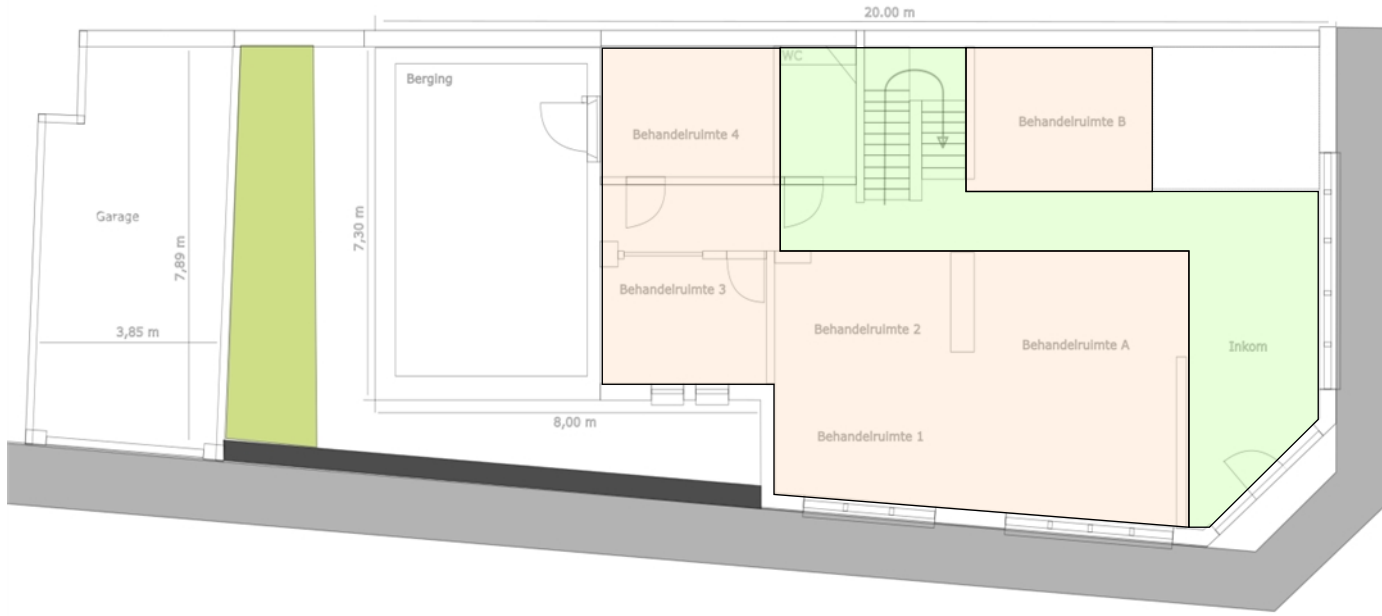 20.00 m
Berging
WC
Behandelruimte 4
Behandelruimte B
Garage
7,30 m
7,89 m
Behandelruimte 3
3,85 m
Behandelruimte 2
Behandelruimte A
Inkom
8,00 m
Behandelruimte 1